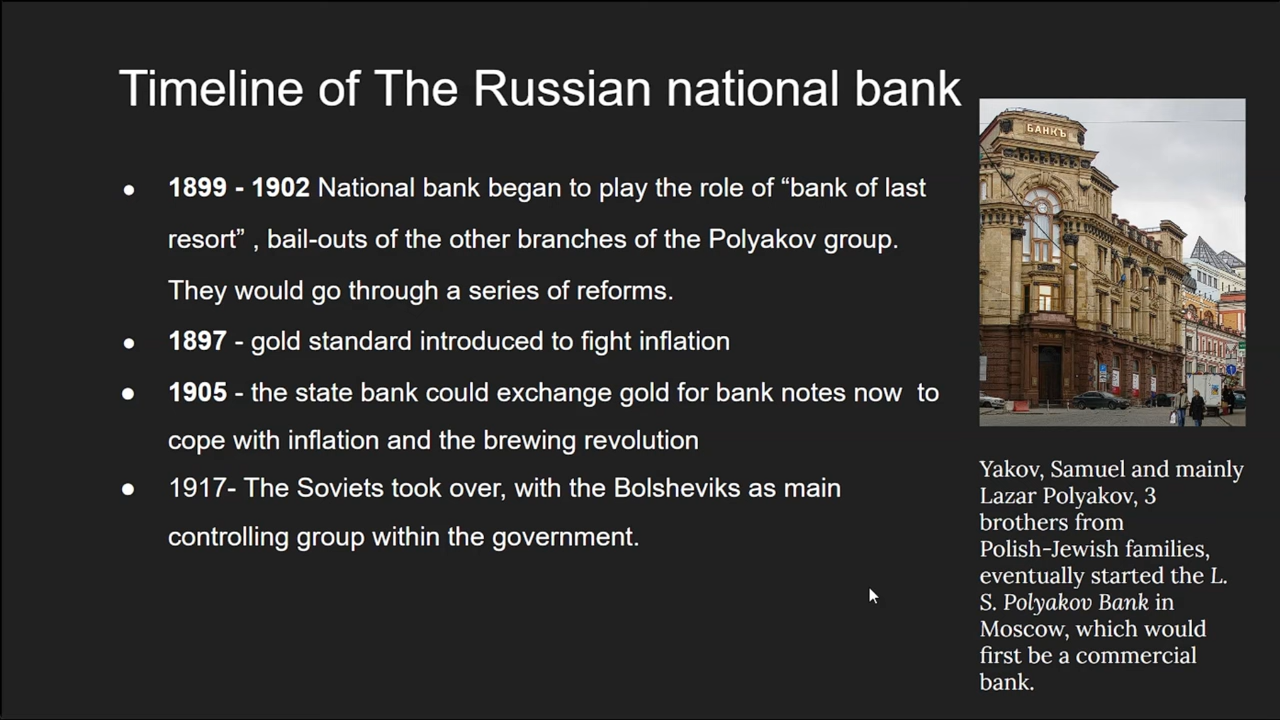 Timeline of The Russian national bank
● 1899 - 1902 National bank began to play the role of “bank of last
resort” , bail-outs of the other branches of the Polyakov group.
They would go through a series of reforms.
● 1897 - gold standard introduced to fight inflation
● 1905 - the state bank could exchange gold for bank notes now  to
cope with inflation and the brewing revolution
● 1917- The Soviets took over, with the Bolsheviks as main
controlling group within the government.
БАНКЪ
Yakov, Samuel and mainly
Lazar Polyakov, 3
brothers from
Polish-Jewish families,
eventually started the L.
S. Polyakov Bank in
Moscow, which would
first be a commercial
bank.